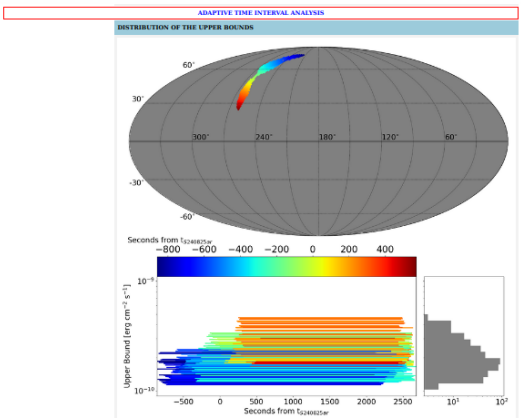 ADAPTIVE TIME INTERVAL ANALYSIS
DISTRIBUTION OF THE UPPER BOUNDS
60°
30°
300° 240° 180° 120° 60°
-30°
-60°
Seconds from tS240825ar
−800 −600 −400 −200 0 200 400
Upper Bound [erg cm⁻² s⁻¹]
10⁻¹⁰
−500 0 500 1000 1500 2000 2500
10¹ 10²
Seconds from tS240825ar